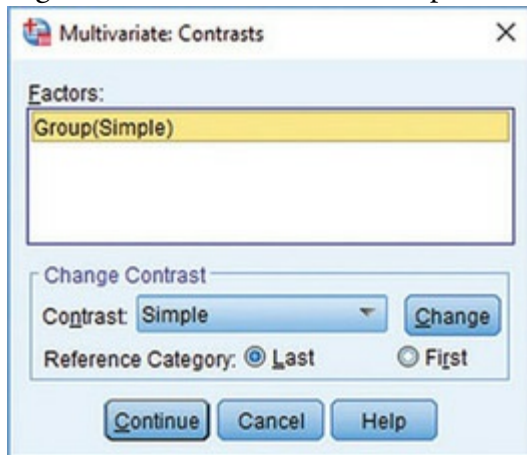 Multivariate: Contrasts
Factors:
Group(Simple)
Change Contrast
Contrast: Simple Change
Reference Category: Last First
Continue Cancel Help